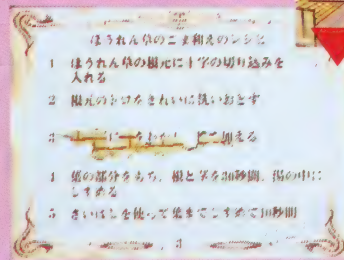 ほうれん草のごま和えのレシピ
1 ほうれん草の根元に十字の切り込みを
入れる
2 根元の をきれいに洗いおとす
3 加える
4 葉の部分をもち、根と茎を30秒間、湯の中に
しずめる
5 さいばしを使って葉までしずめて10秒間